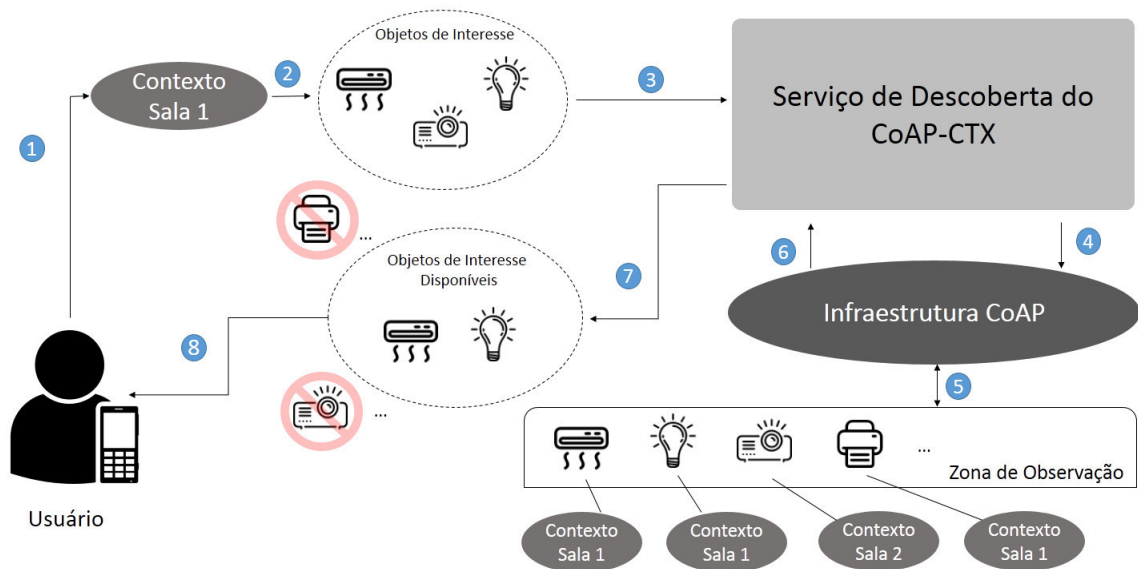 Objetos de Interesse
Contexto
Sala 1
2
3
Serviço de Descoberta do
CoAP-CTX
1
...
Objetos de Interesse
Disponíveis
4
6
7
Infraestrutura CoAP
8
...
5
...
Zona de Observação
Usuário
Contexto
Sala 1
Contexto
Sala 1
Contexto
Sala 2
Contexto
Sala 1